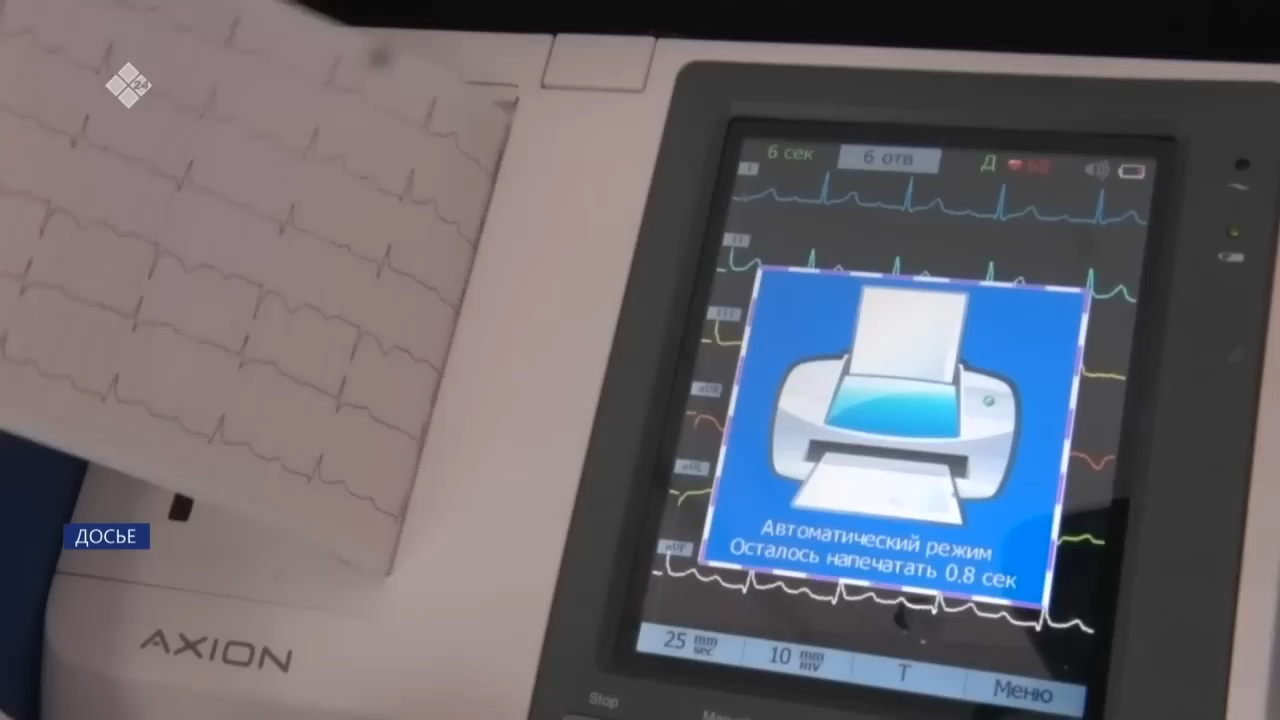 24
6 сек
6 отв
Д
I
II
III
aVR
aVL
aVF
Автоматический режим
Осталось напечатать 0.8 сек
25 mm sec
10 mm mV
T
Меню
ДОСЬЕ
AXION
Stop